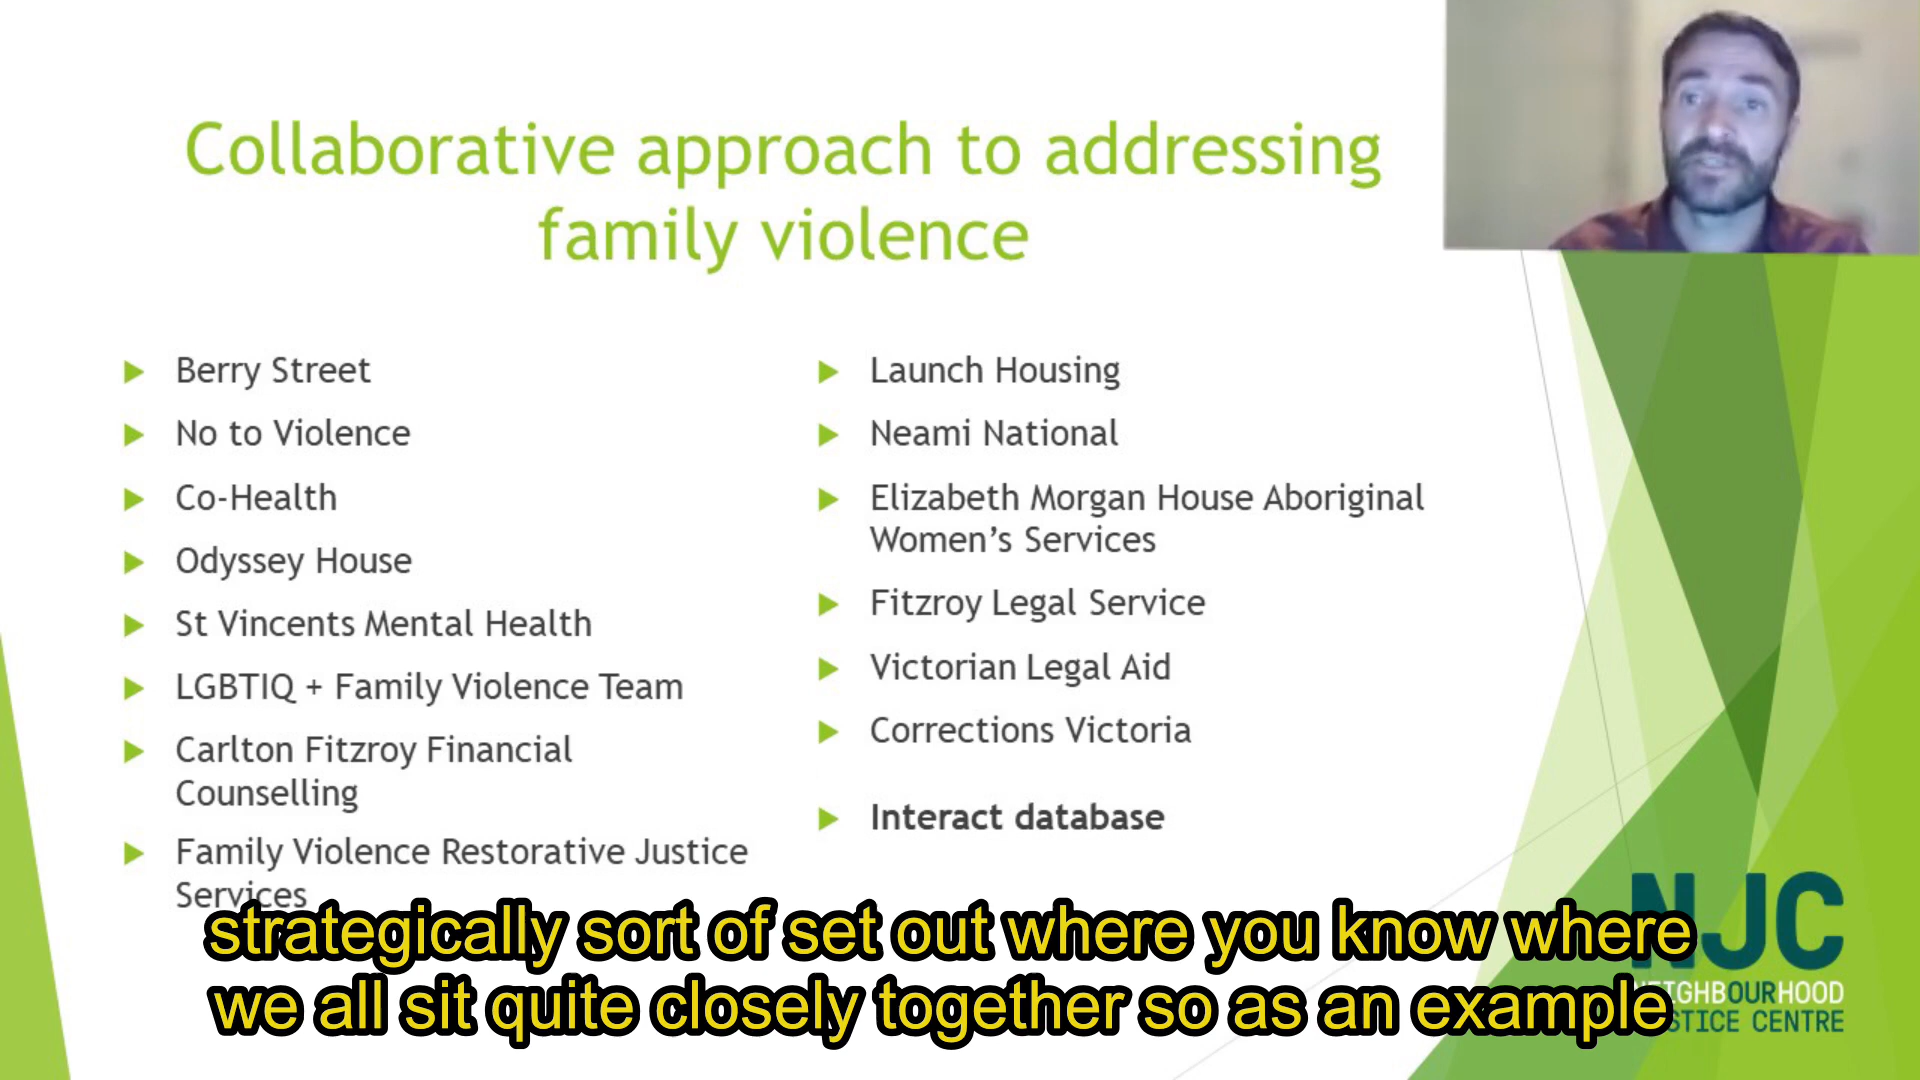 Collaborative approach to addressing
family violence
Berry Street
No to Violence
Co-Health
Odyssey House
St Vincents Mental Health
LGBTIQ + Family Violence Team
Carlton Fitzroy Financial
Counselling
Family Violence Restorative Justice
Services
Launch Housing
Neami National
Elizabeth Morgan House Aboriginal
Women's Services
Fitzroy Legal Service
Victorian Legal Aid
Corrections Victoria
Interact database
strategically sort of set out where you know where
we all sit quite closely together so as an example
NJC
NEIGHBOURHOOD
JUSTICE CENTRE